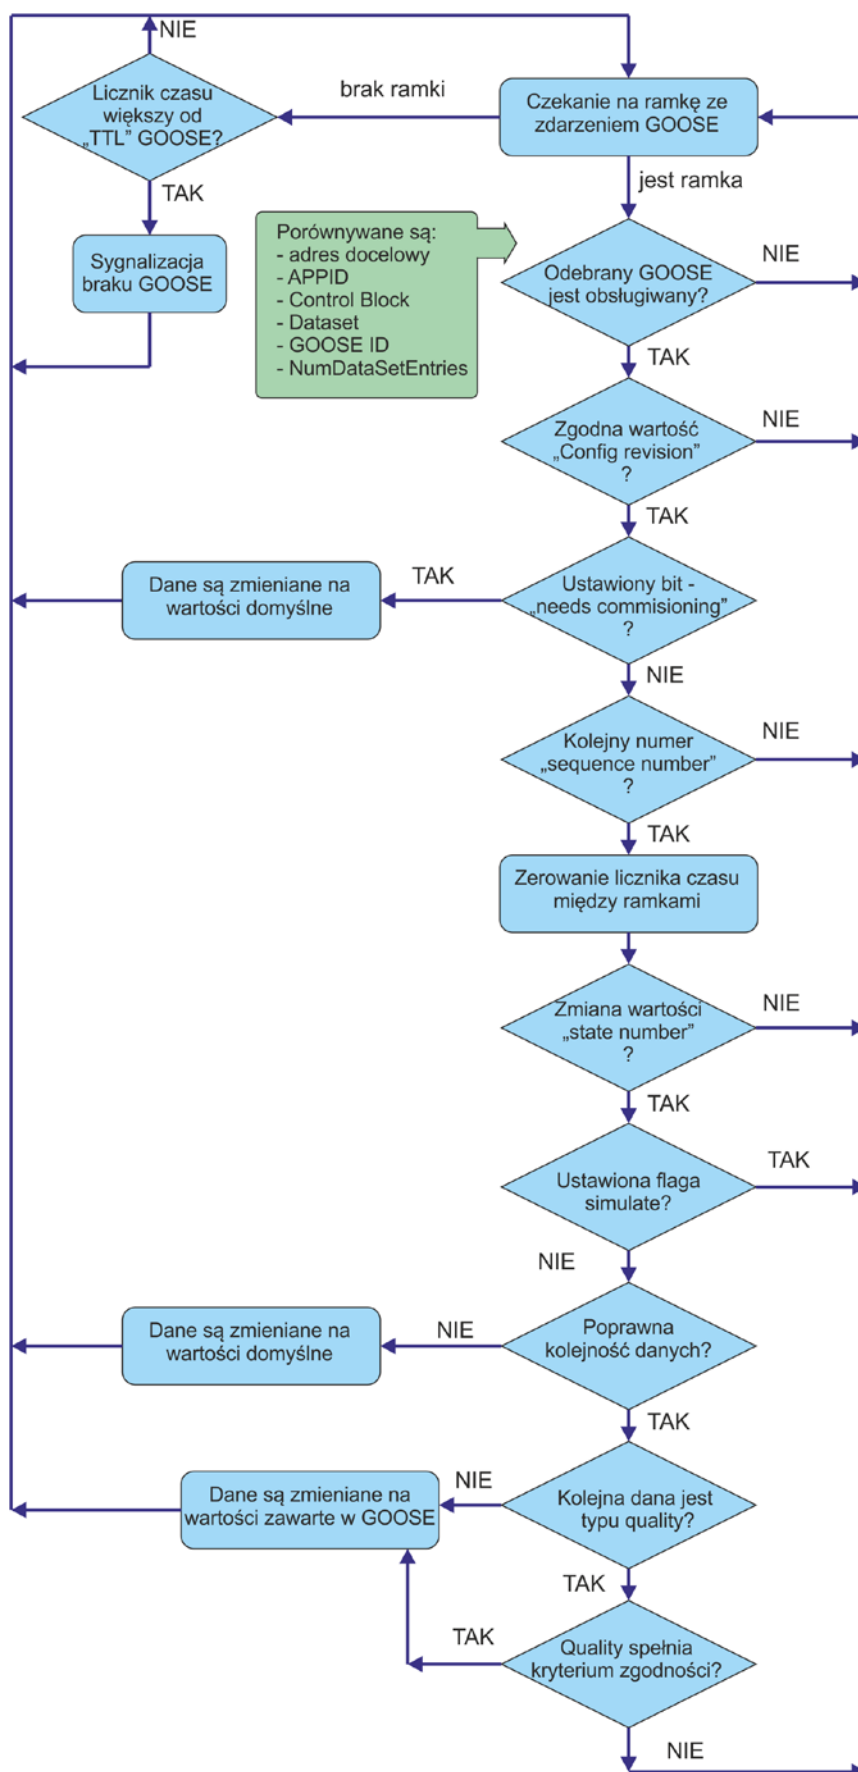 NIE
Licznik czasu
większy od
„TTL” GOOSE?
brak ramki
Czekanie na ramkę ze
zdarzeniem GOOSE
TAK
jest ramka
Sygnalizacja
braku GOOSE
Porównywane są:
- adres docelowy
- APPID
- Control Block
- Dataset
- GOOSE ID
- NumDataSetEntries
Odebrany GOOSE
jest obsługiwany?
NIE
TAK
Zgodna wartość
„Config revision”
?
NIE
TAK
Dane są zmieniane na
wartości domyślne
TAK
Ustawiony bit -
„needs commisioning”
?
NIE
Kolejny numer
„sequence number”
?
NIE
TAK
Zerowanie licznika czasu
między ramkami
Zmiana wartości
„state number”
?
NIE
TAK
Ustawiona flaga
simulate?
TAK
NIE
Dane są zmieniane na
wartości domyślne
NIE
Poprawna
kolejność danych?
TAK
Dane są zmieniane na
wartości zawarte w GOOSE
NIE
Kolejna dana jest
typu quality?
TAK
TAK
Quality spełnia
kryterium zgodności?
NIE